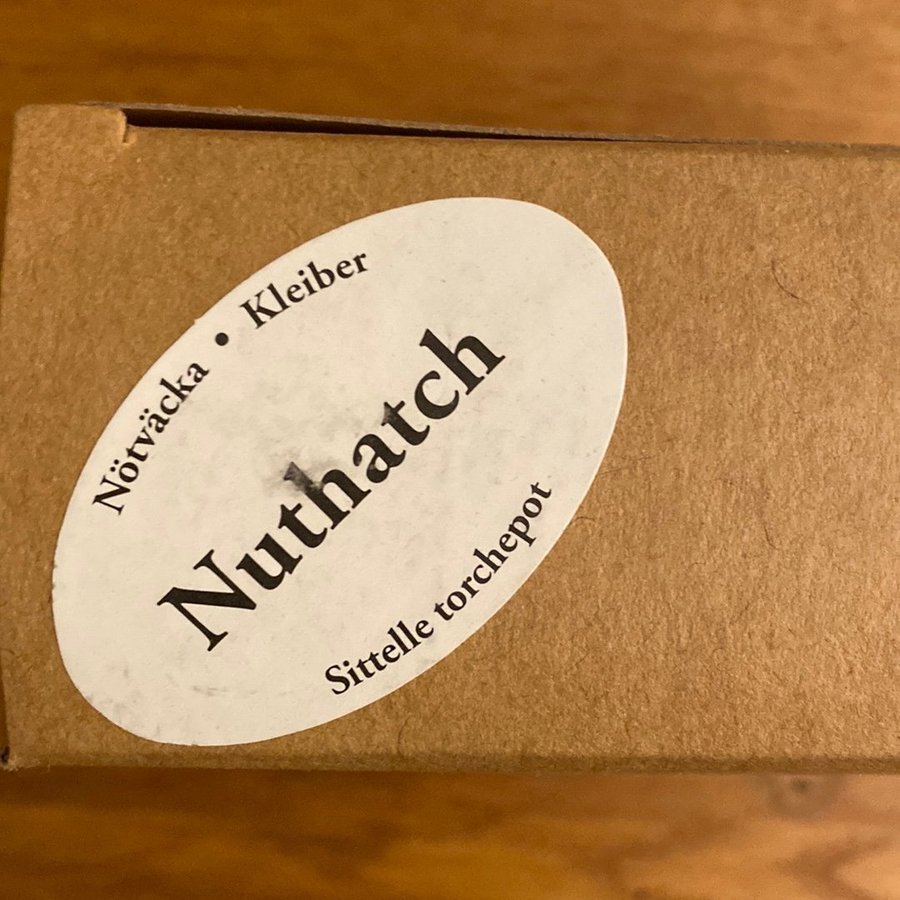 Nötväcka • Kleiber
Nuthatch
Sittelle torchepot